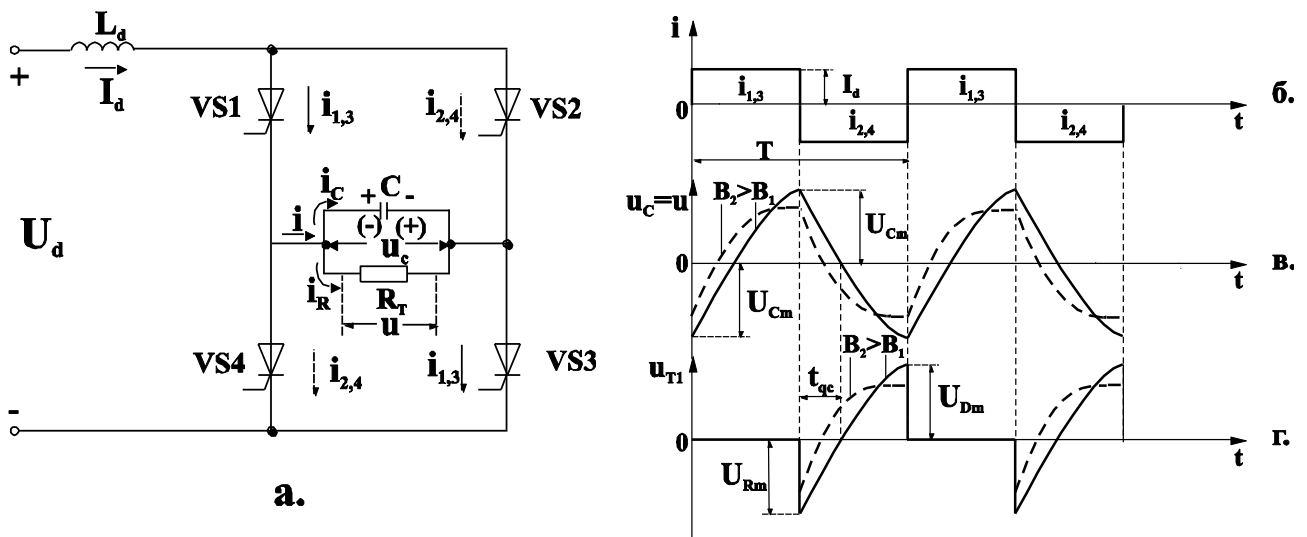 L_d
+
I_d
VS1
i_1,3
i_2,4
VS2
i_C
+ C -
i
(-) (+)
u_c
U_d
i_R
R_T
u
VS4
i_2,4
i_1,3
VS3
-
а.
i
i_1,3
I_d
i_1,3
0
i_2,4
i_2,4
t
б.
T
u_C=u
B_2>B_1
U_Cm
0
U_Cm
t
в.
B_2>B_1
u_T1
t_qc
U_Dm
0
U_Rm
t
г.